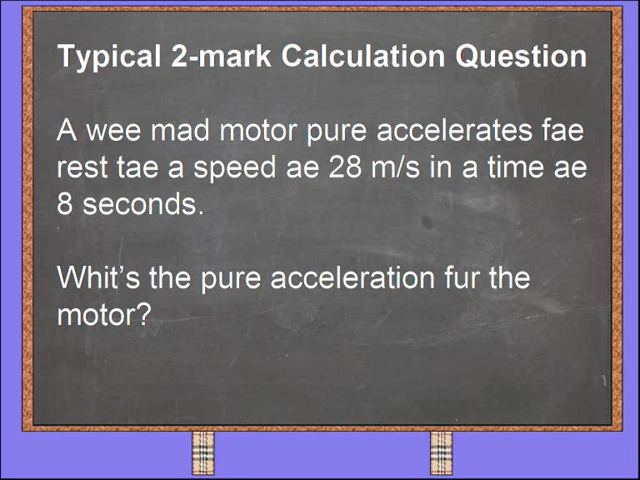 Typical 2-mark Calculation Question
A wee mad motor pure accelerates fae
rest tae a speed ae 28 m/s in a time ae
8 seconds.
Whit's the pure acceleration fur the
motor?